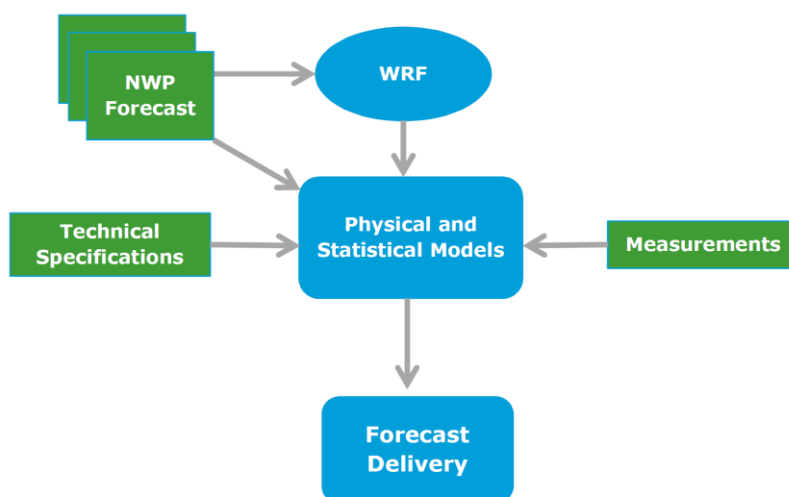 NWP
Forecast
WRF
Technical
Specifications
Physical and
Statistical Models
Measurements
Forecast
Delivery